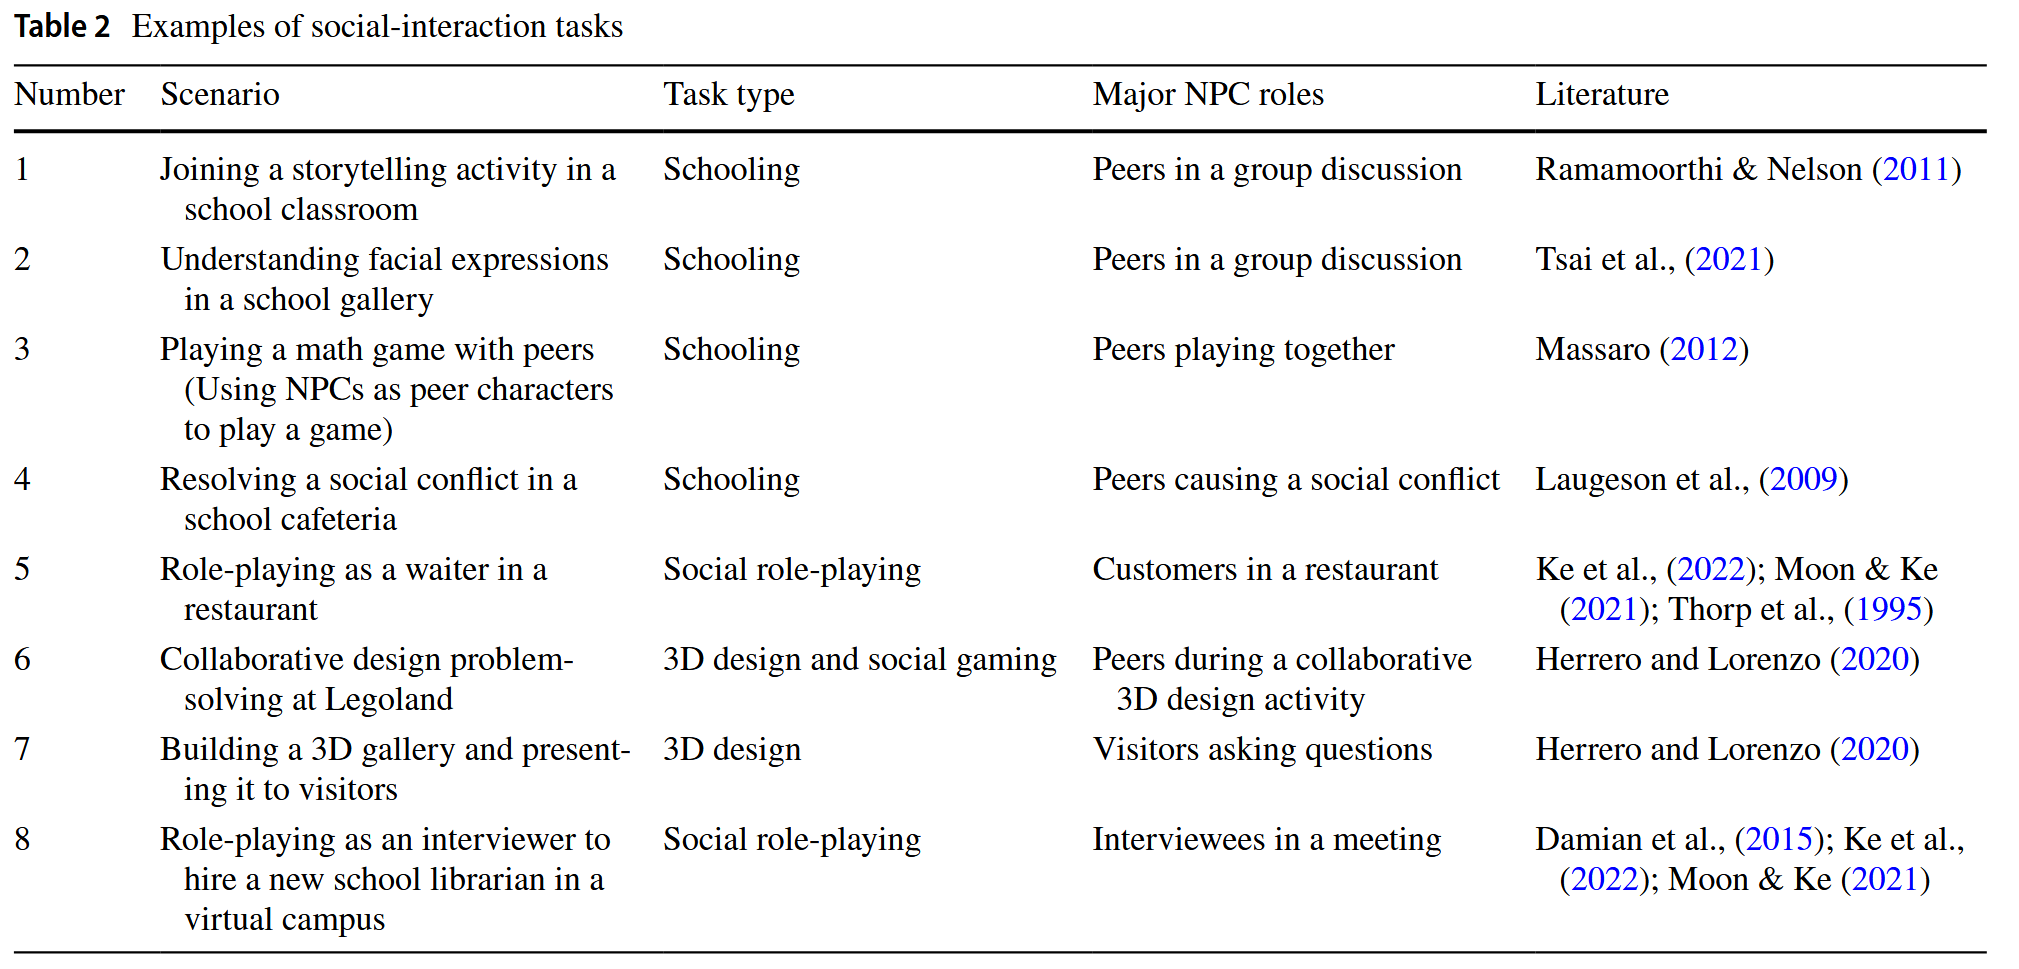 Table 2 Examples of social-interaction tasks
Number Scenario Task type Major NPC roles Literature
1 Joining a storytelling activity in a Schooling Peers in a group discussion Ramamoorthi & Nelson (2011)
school classroom
2 Understanding facial expressions Schooling Peers in a group discussion Tsai et al., (2021)
in a school gallery
3 Playing a math game with peers Schooling Peers playing together Massaro (2012)
(Using NPCs as peer characters
to play a game)
4 Resolving a social conflict in a Schooling Peers causing a social conflict Laugeson et al., (2009)
school cafeteria
5 Role-playing as a waiter in a Social role-playing Customers in a restaurant Ke et al., (2022); Moon & Ke
restaurant (2021); Thorp et al., (1995)
6 Collaborative design problem- 3D design and social gaming Peers during a collaborative Herrero and Lorenzo (2020)
solving at Legoland 3D design activity
7 Building a 3D gallery and present- 3D design Visitors asking questions Herrero and Lorenzo (2020)
ing it to visitors
8 Role-playing as an interviewer to Social role-playing Interviewees in a meeting Damian et al., (2015); Ke et al.,
hire a new school librarian in a (2022); Moon & Ke (2021)
virtual campus